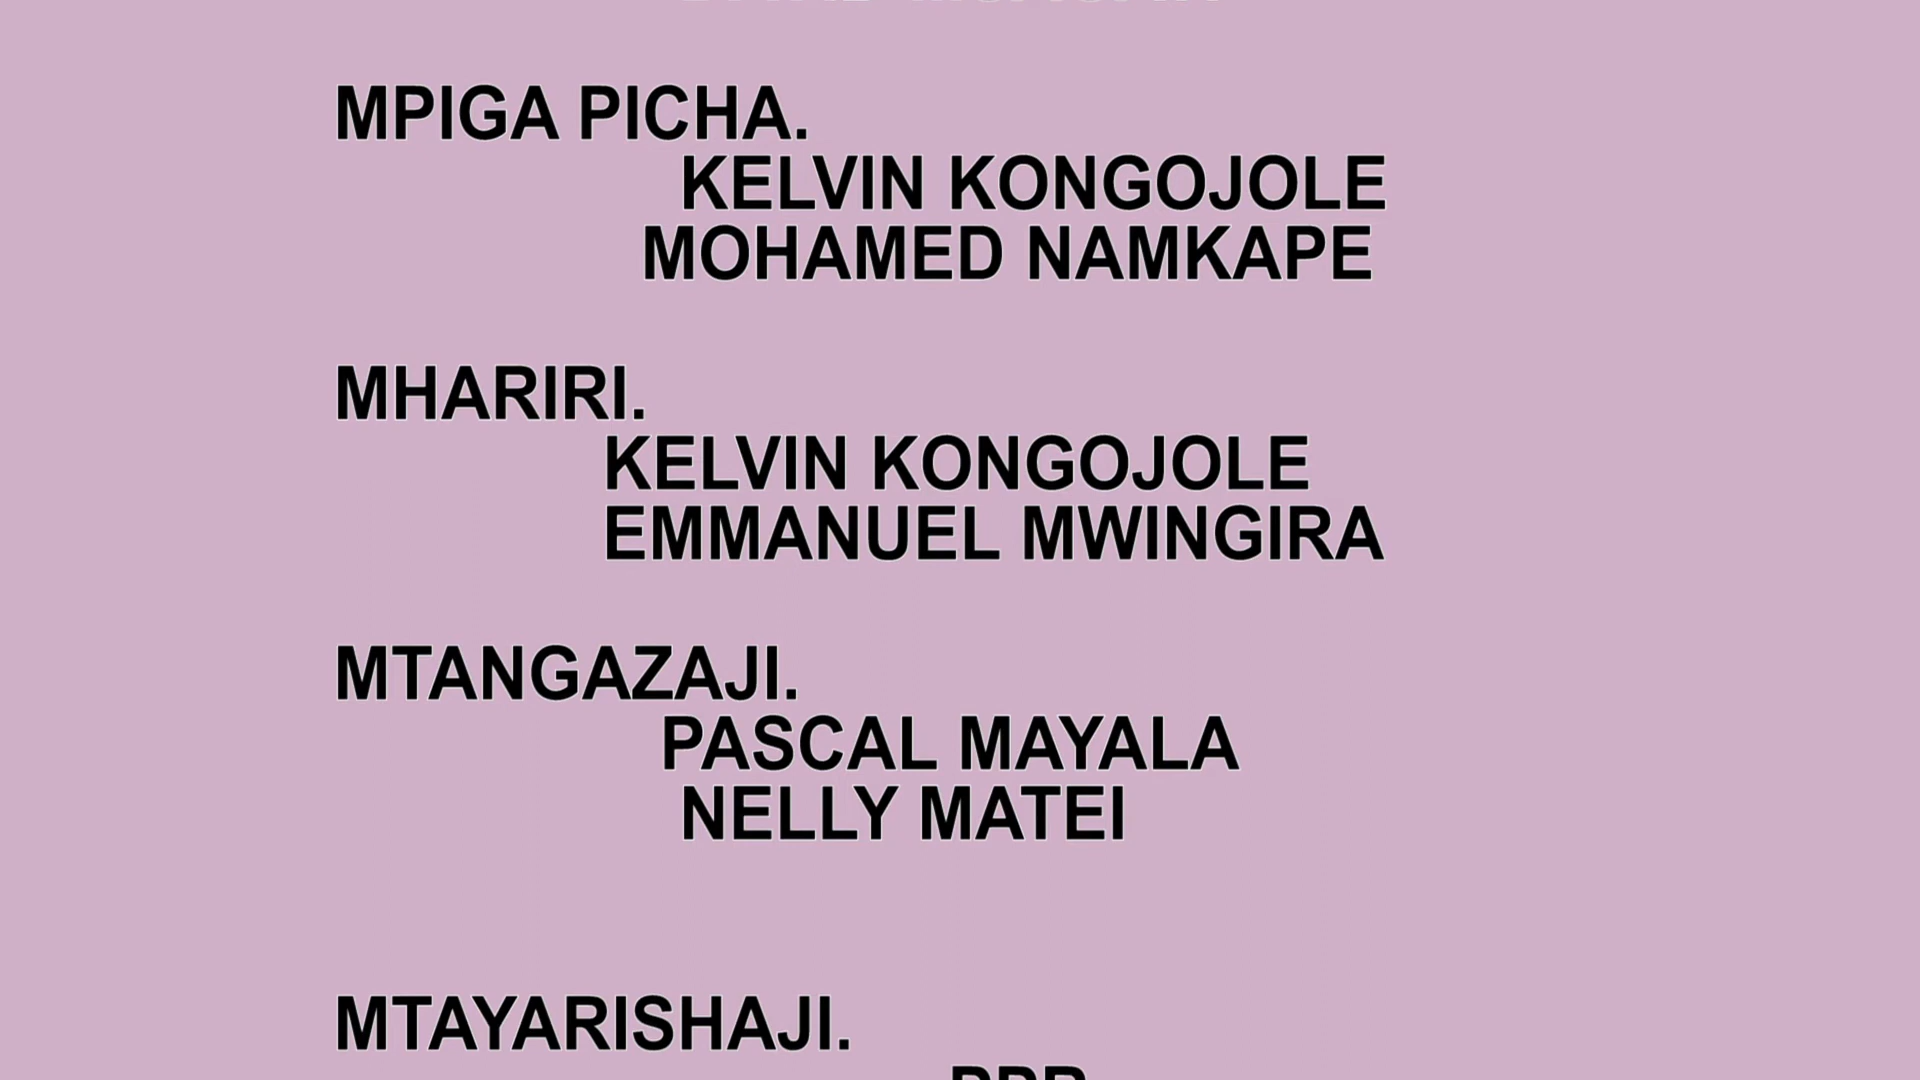 MPIGA PICHA.
KELVIN KONGOJOLE
MOHAMED NAMKAPE
MHARIRI.
KELVIN KONGOJOLE
EMMANUEL MWINGIRA
MTANGAZAJI.
PASCAL MAYALA
NELLY MATEI
MTAYARISHAJI.